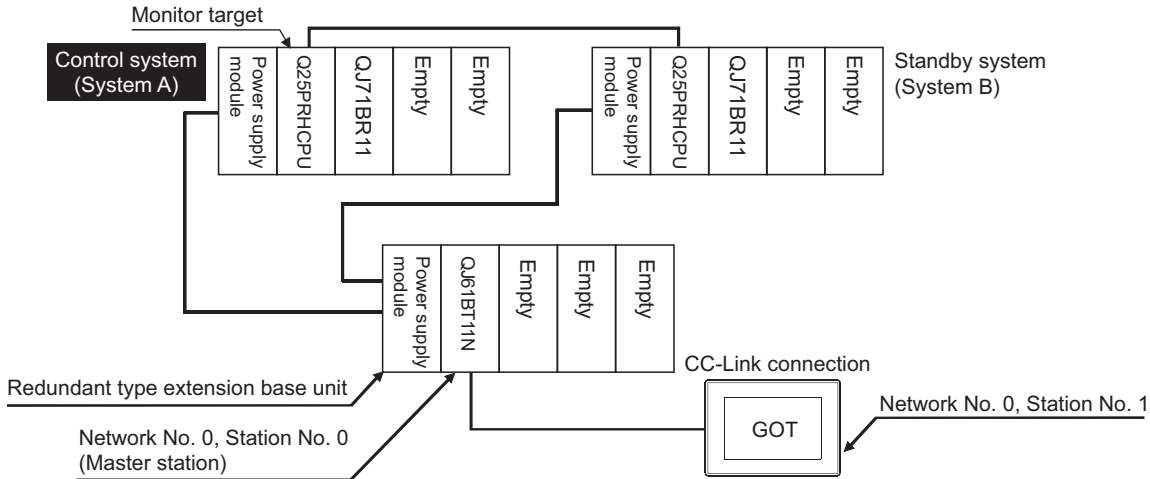 Monitor target
Control system
(System A)
Power supply
module
Q25PRHCPU
QJ71BR11
Empty
Empty
Power supply
module
Q25PRHCPU
QJ71BR11
Empty
Empty
Standby system
(System B)
Power supply
module
QJ61BT11N
Empty
Empty
Empty
CC-Link connection
Redundant type extension base unit
GOT
Network No. 0, Station No. 1
Network No. 0, Station No. 0
(Master station)